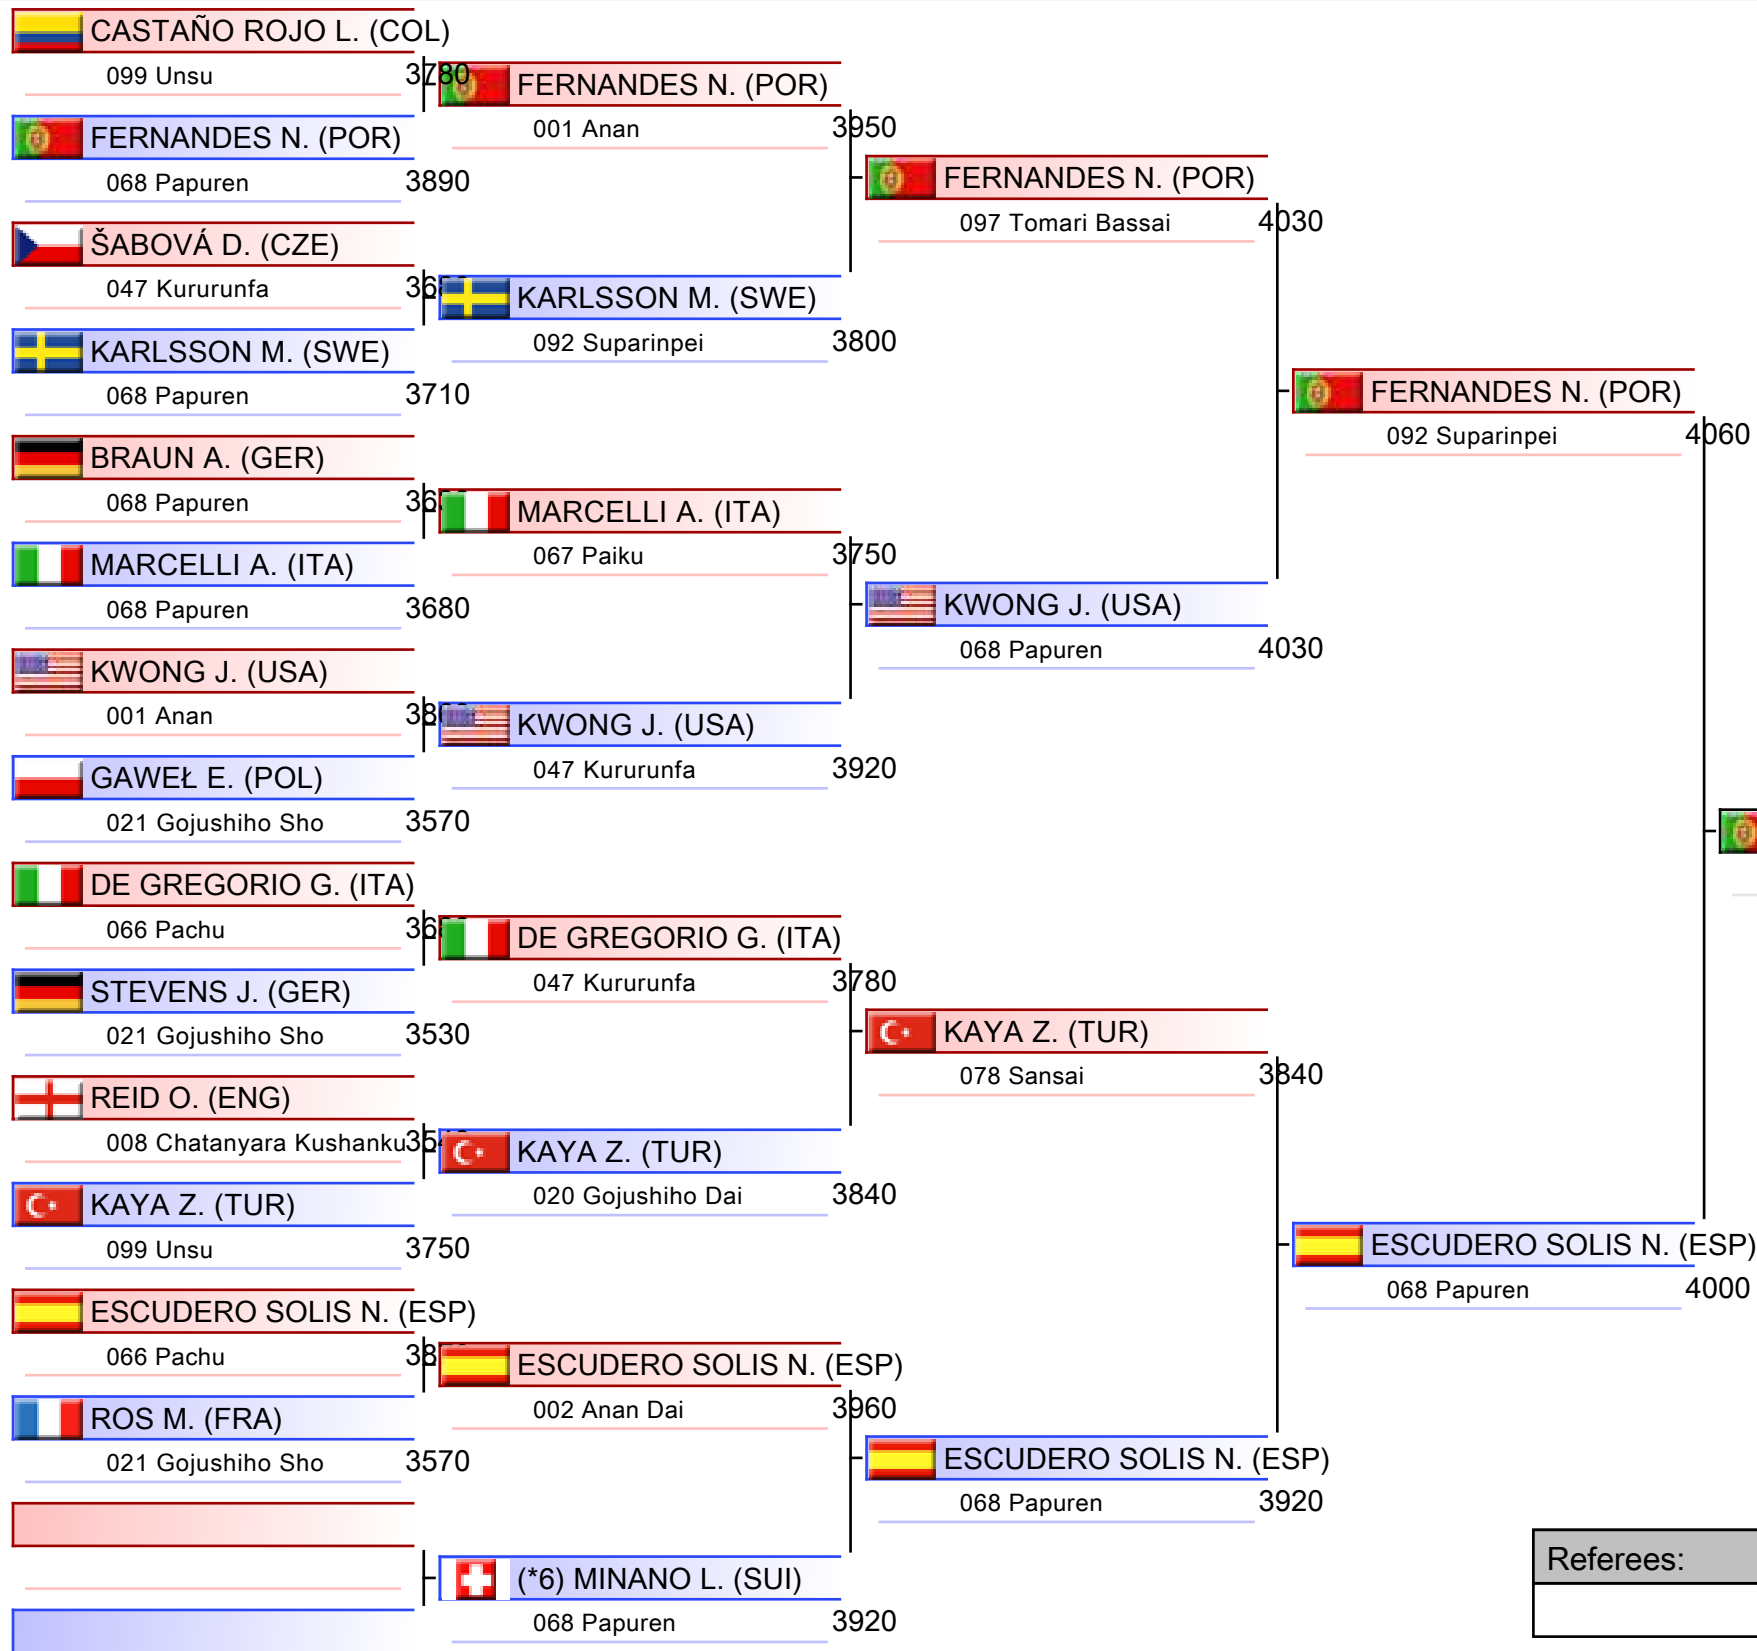 CASTAÑO ROJO L. (COL)
099 Unsu 3780
FERNANDES N. (POR)
068 Papuren 3890
ŠABOVÁ D. (CZE)
047 Kururunfa
KARLSSON M. (SWE)
068 Papuren 3710
BRAUN A. (GER)
068 Papuren
MARCELLI A. (ITA)
068 Papuren 3680
KWONG J. (USA)
001 Anan
GAWEŁ E. (POL)
021 Gojushiho Sho 3570
DE GREGORIO G. (ITA)
066 Pachu
STEVENS J. (GER)
021 Gojushiho Sho 3530
REID O. (ENG)
008 Chatanyara Kushanku
KAYA Z. (TUR)
099 Unsu 3750
ESCUDERO SOLIS N. (ESP)
066 Pachu
ROS M. (FRA)
021 Gojushiho Sho 3570
FERNANDES N. (POR)
001 Anan 3950
KARLSSON M. (SWE)
092 Suparinpei 3800
MARCELLI A. (ITA)
067 Paiku 3750
KWONG J. (USA)
047 Kururunfa 3920
DE GREGORIO G. (ITA)
047 Kururunfa 3780
KAYA Z. (TUR)
020 Gojushiho Dai 3840
ESCUDERO SOLIS N. (ESP)
002 Anan Dai 3960
(*6) MINANO L. (SUI)
068 Papuren 3920
FERNANDES N. (POR)
097 Tomari Bassai 4030
KWONG J. (USA)
068 Papuren 4030
KAYA Z. (TUR)
078 Sansai 3840
ESCUDERO SOLIS N. (ESP)
068 Papuren 3920
FERNANDES N. (POR)
092 Suparinpei 4060
ESCUDERO SOLIS N. (ESP)
068 Papuren 4000
Referees: